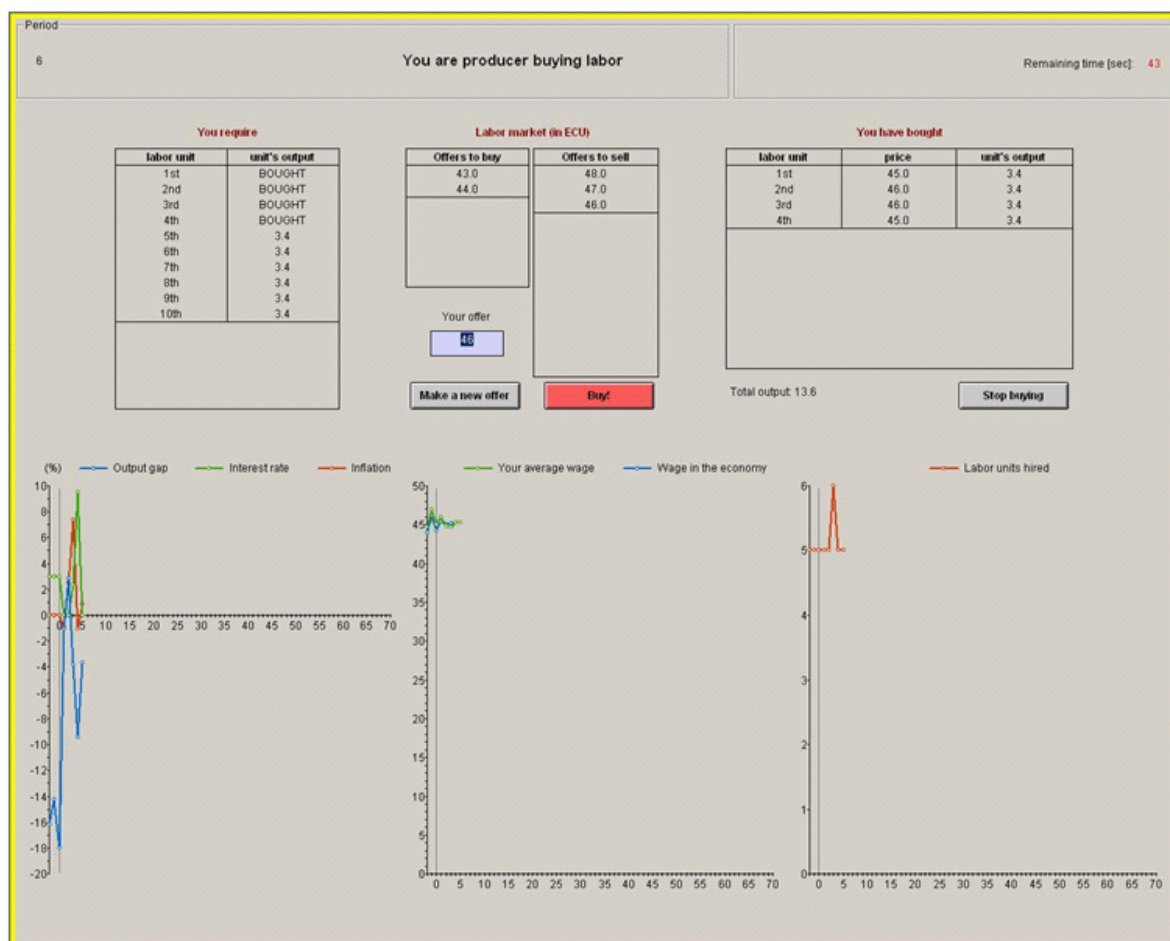 Period
6
You are producer buying labor
Remaining time [sec]: 43
You require
labor unit unit's output
1st BOUGHT
2nd BOUGHT
3rd BOUGHT
4th BOUGHT
5th 3.4
6th 3.4
7th 3.4
8th 3.4
9th 3.4
10th 3.4
Labor market (in ECU)
Offers to buy Offers to sell
43.0 48.0
44.0 47.0
46.0
Your offer
46
Make a new offer Buy!
You have bought
labor unit price unit's output
1st 45.0 3.4
2nd 46.0 3.4
3rd 46.0 3.4
4th 45.0 3.4
Total output: 13.6 Stop buying
(%) Output gap Interest rate Inflation
10
8
6
4
2
0
-2
-4
-6
-8
-10
-12
-14
-16
-18
-20
0 5 10 15 20 25 30 35 40 45 50 55 60 65 70
Your average wage Wage in the economy
50
45
40
35
30
25
20
15
10
5
0
0 5 10 15 20 25 30 35 40 45 50 55 60 65 70
Labor units hired
6
5
4
3
2
1
0
0 5 10 15 20 25 30 35 40 45 50 55 60 65 70